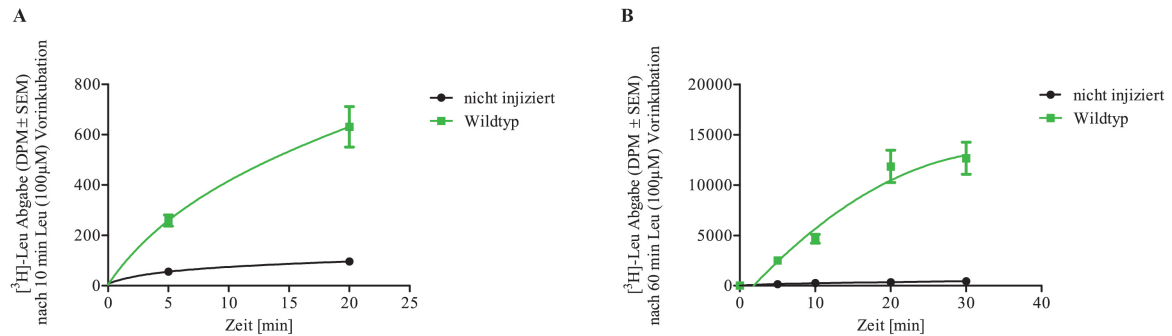 A
[³H]-Leu Abgabe (DPM ± SEM)
nach 10 min Leu (100µM) Vorinkubation
800
600
400
200
0
0 5 10 15 20 25
Zeit [min]
nicht injiziert
Wildtyp
B
[³H]-Leu Abgabe (DPM ± SEM)
nach 60 min Leu (100µM) Vorinkubation
20000
15000
10000
5000
0
0 10 20 30 40
Zeit [min]
nicht injiziert
Wildtyp